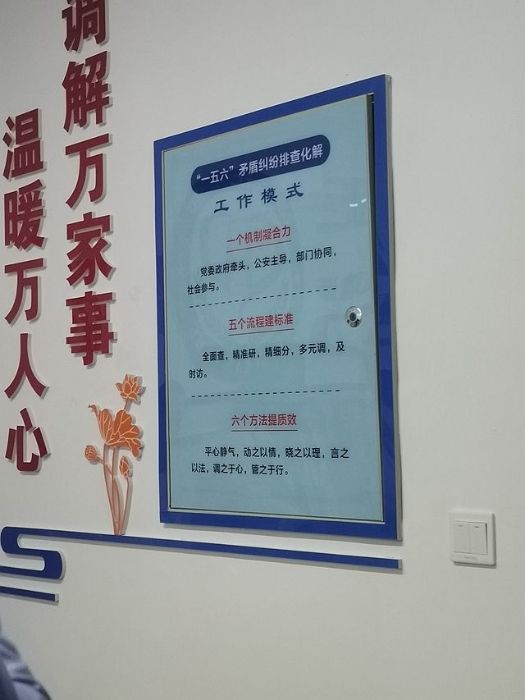 调解万家事
温暖万人心
“一五六”矛盾纠纷排查化解
工作模式
一个机制凝合力
党委政府牵头，公安主导，部门协同，
社会参与。
五个流程建标准
全面查，精准研，精细分，多元调，及
时访。
六个方法提质效
平心静气，动之以情，晓之以理，言之
以法，调之于心，管之于行。